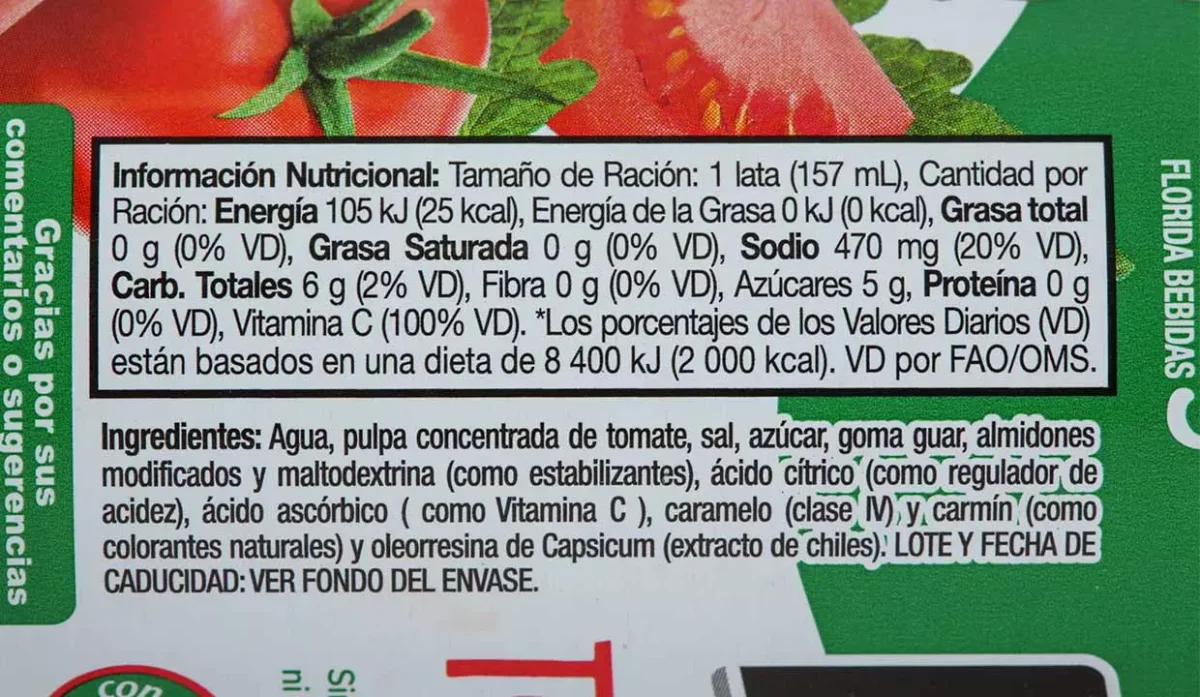 Información Nutricional: Tamaño de Ración: 1 lata (157 mL), Cantidad por
Ración: Energía 105 kJ (25 kcal), Energía de la Grasa 0 kJ (0 kcal), Grasa total
0 g (0% VD), Grasa Saturada 0 g (0% VD), Sodio 470 mg (20% VD),
Carb. Totales 6 g (2% VD), Fibra 0 g (0% VD), Azúcares 5 g, Proteína 0 g
(0% VD), Vitamina C (100% VD). *Los porcentajes de los Valores Diarios (VD)
están basados en una dieta de 8 400 kJ (2 000 kcal). VD por FAO/OMS.
Ingredientes: Agua, pulpa concentrada de tomate, sal, azúcar, goma guar, almidones
modificados y maltodextrina (como estabilizantes), ácido cítrico (como regulador de
acidez), ácido ascórbico ( como Vitamina C ), caramelo (clase IV) y carmín (como
colorantes naturales) y oleorresina de Capsicum (extracto de chiles). LOTE Y FECHA DE
CADUCIDAD: VER FONDO DEL ENVASE.
Gracias por sus
comentarios o sugerencias
FLORIDA BEBIDAS
con
ni